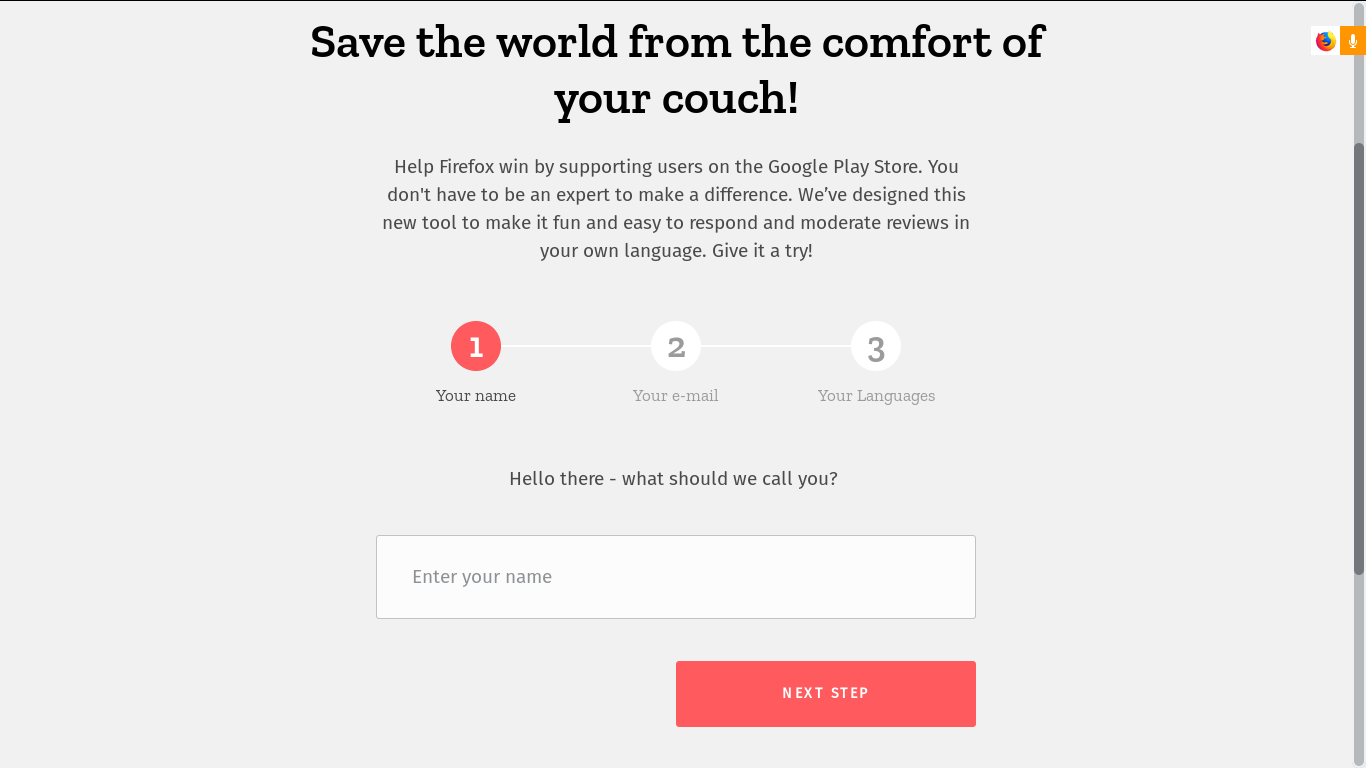 Save the world from the comfort of
your couch!
Help Firefox win by supporting users on the Google Play Store. You
don't have to be an expert to make a difference. We’ve designed this
new tool to make it fun and easy to respond and moderate reviews in
your own language. Give it a try!
1 2 3
Your name Your e-mail Your Languages
Hello there - what should we call you?
Enter your name
NEXT STEP